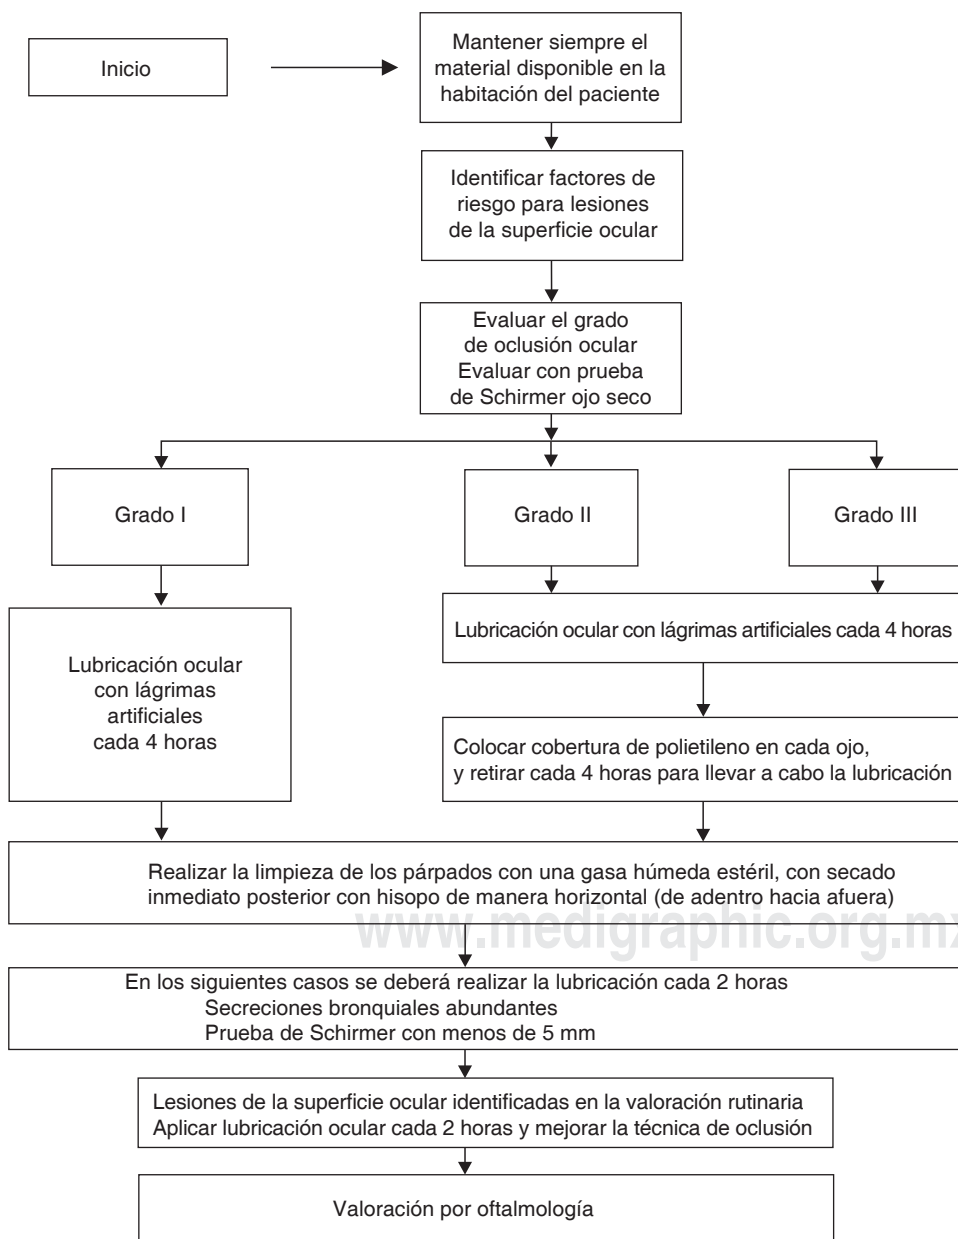 Inicio
Mantener siempre el
material disponible en la
habitación del paciente
Identificar factores de
riesgo para lesiones
de la superficie ocular
Evaluar el grado
de oclusión ocular
Evaluar con prueba
de Schirmer ojo seco
Grado I
Grado II
Grado III
Lubricación ocular
con lágrimas
artificiales
cada 4 horas
Lubricación ocular con lágrimas artificiales cada 4 horas
Colocar cobertura de polietileno en cada ojo,
y retirar cada 4 horas para llevar a cabo la lubricación
Realizar la limpieza de los párpados con una gasa húmeda estéril, con secado
inmediato posterior con hisopo de manera horizontal (de adentro hacia afuera)
www.medigraphic.org.mx
En los siguientes casos se deberá realizar la lubricación cada 2 horas
Secreciones bronquiales abundantes
Prueba de Schirmer con menos de 5 mm
Lesiones de la superficie ocular identificadas en la valoración rutinaria
Aplicar lubricación ocular cada 2 horas y mejorar la técnica de oclusión
Valoración por oftalmología